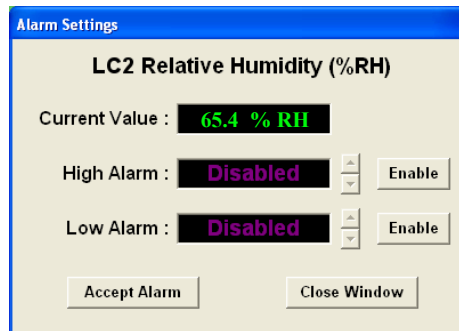 Alarm Settings
LC2 Relative Humidity (%RH)
Current Value : 65.4 % RH
High Alarm : Disabled Enable
Low Alarm : Disabled Enable
Accept Alarm Close Window